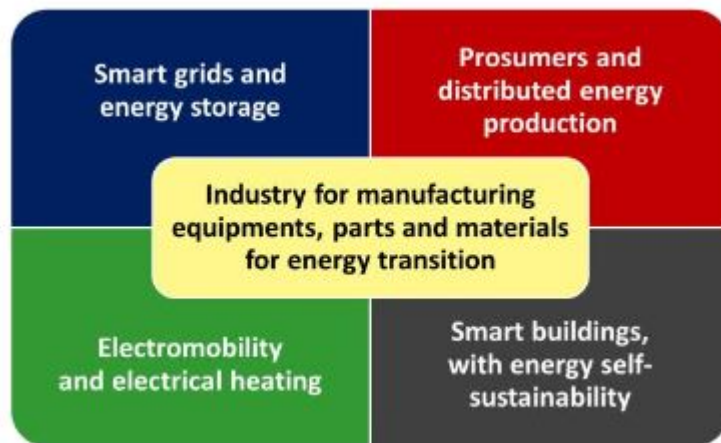 Smart grids and
energy storage
Prosumers and
distributed energy
production
Industry for manufacturing
equipments, parts and materials
for energy transition
Electromobility
and electrical heating
Smart buildings,
with energy self-
sustainability